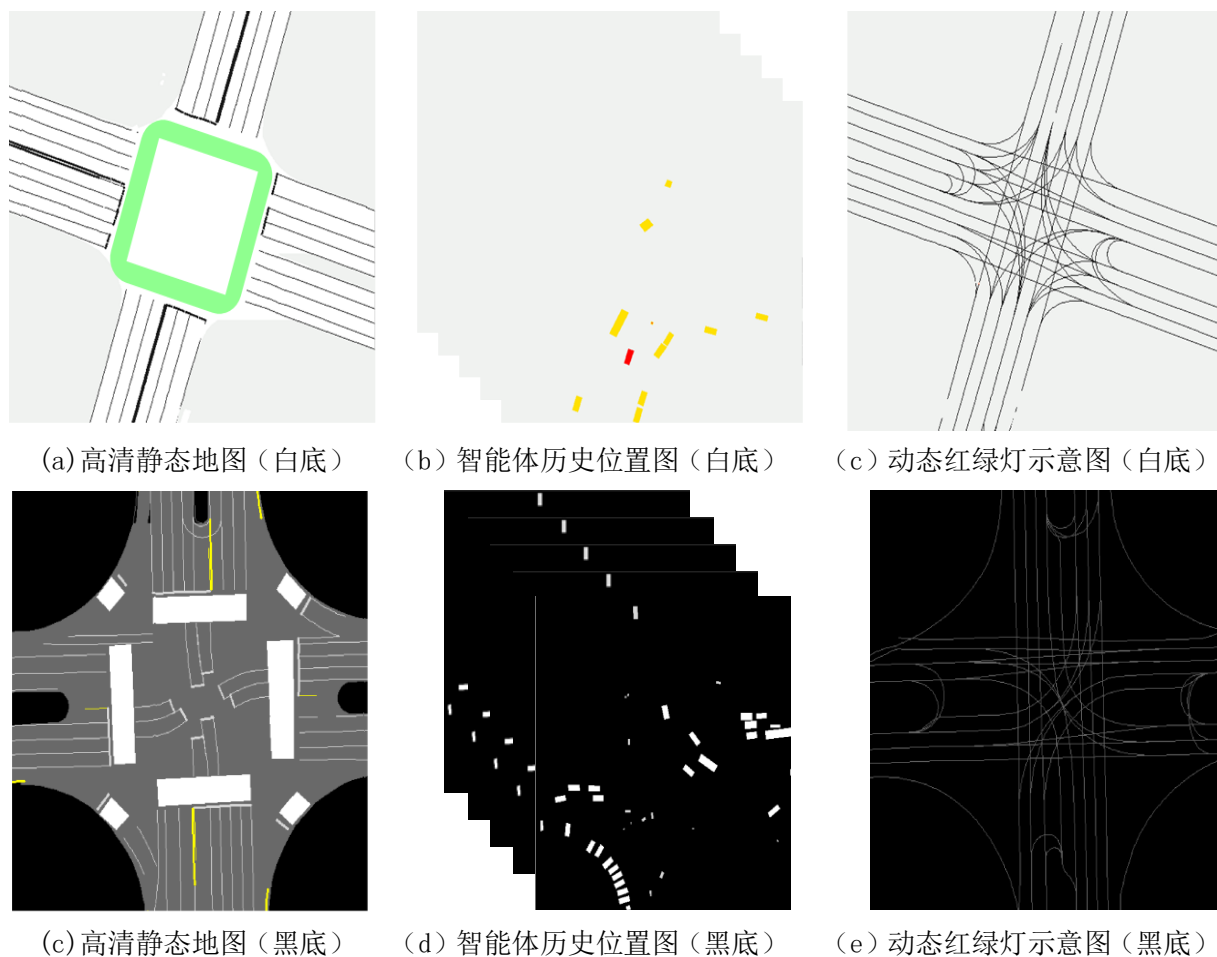 (a)高清静态地图（白底）
（b）智能体历史位置图（白底）
（c）动态红绿灯示意图（白底）
(c)高清静态地图（黑底）
（d）智能体历史位置图（黑底）
（e）动态红绿灯示意图（黑底）